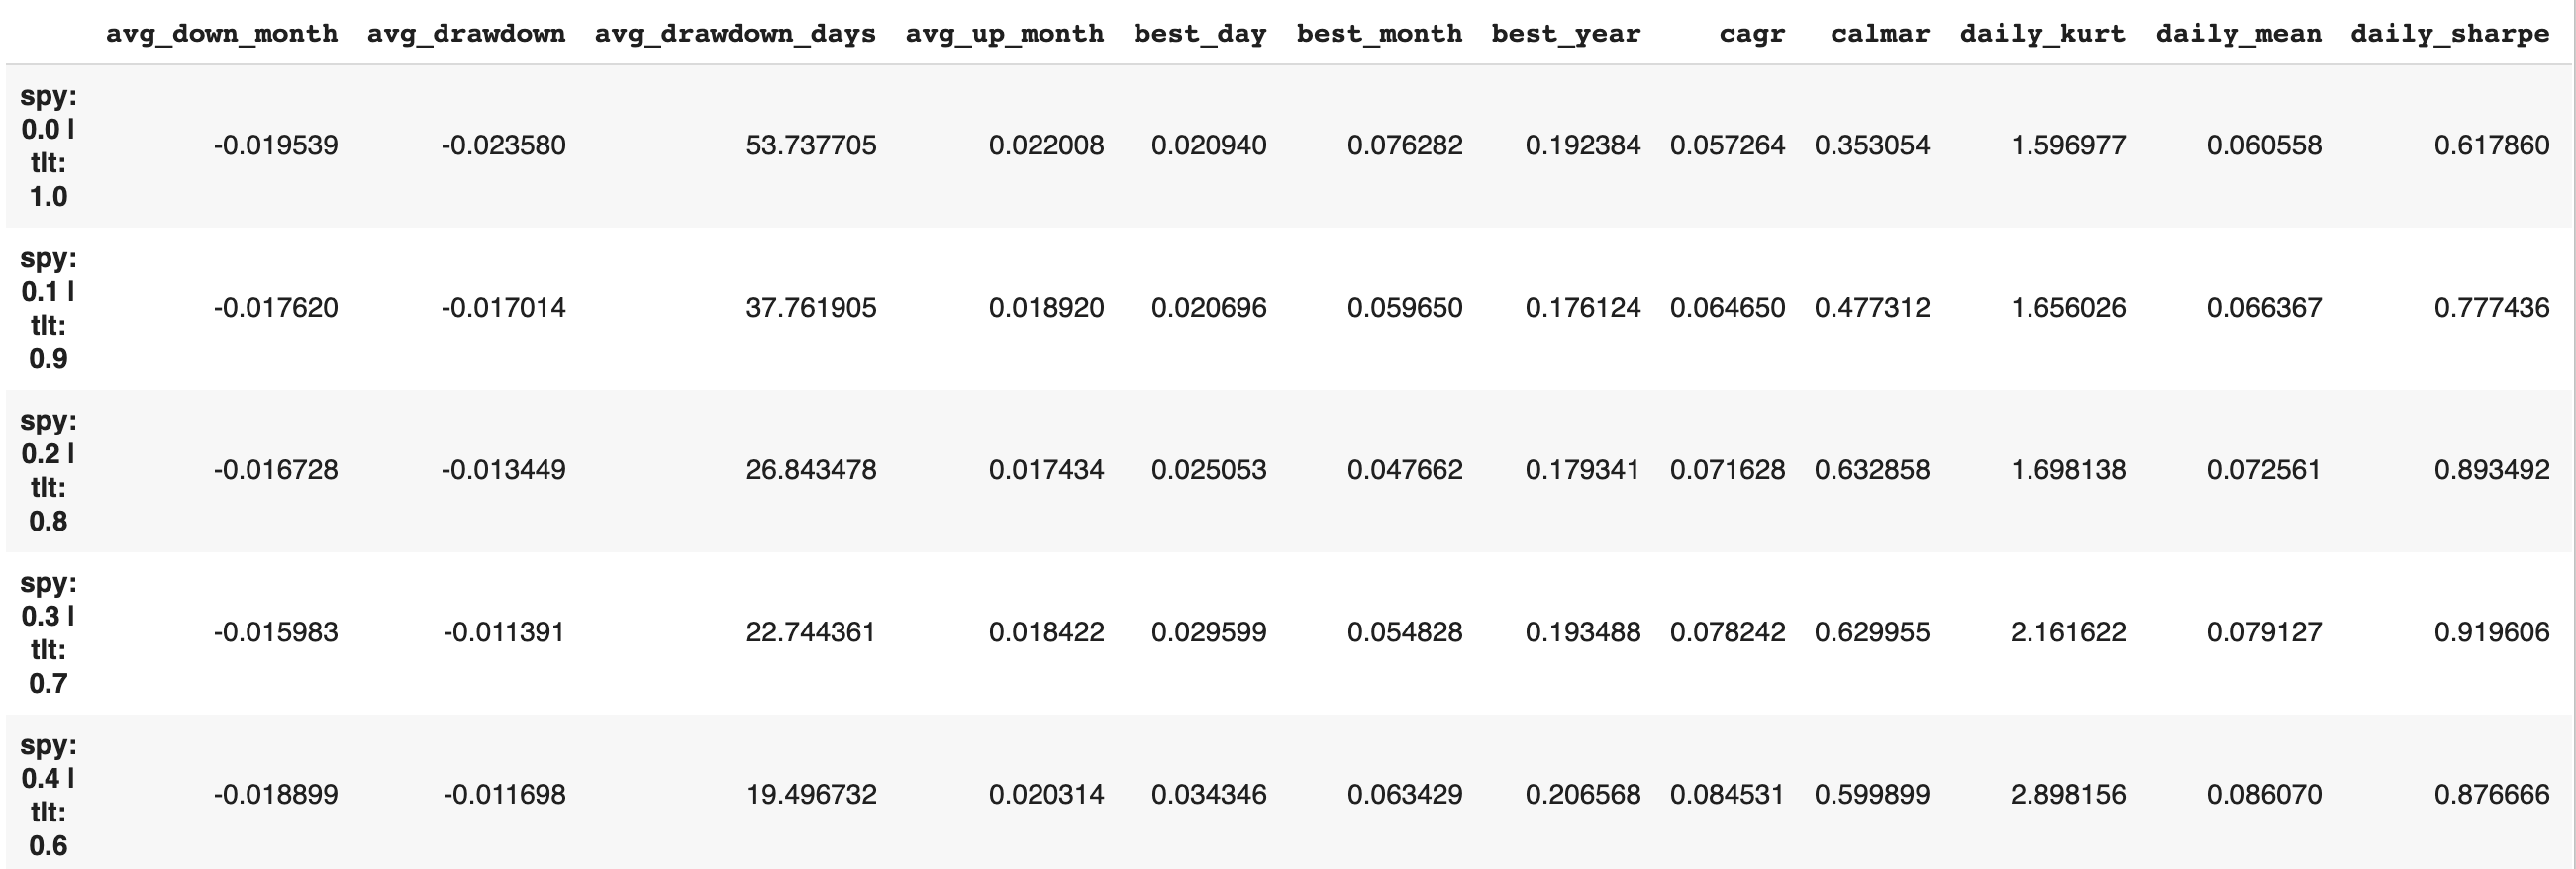 avg_down_month avg_drawdown avg_drawdown_days avg_up_month best_day best_month best_year cagr calmar daily_kurt daily_mean daily_sharpe
spy:
0.0 |
tlt:
1.0
-0.019539 -0.023580 53.737705 0.022008 0.020940 0.076282 0.192384 0.057264 0.353054 1.596977 0.060558 0.617860
spy:
0.1 |
tlt:
0.9
-0.017620 -0.017014 37.761905 0.018920 0.020696 0.059650 0.176124 0.064650 0.477312 1.656026 0.066367 0.777436
spy:
0.2 |
tlt:
0.8
-0.016728 -0.013449 26.843478 0.017434 0.025053 0.047662 0.179341 0.071628 0.632858 1.698138 0.072561 0.893492
spy:
0.3 |
tlt:
0.7
-0.015983 -0.011391 22.744361 0.018422 0.029599 0.054828 0.193488 0.078242 0.629955 2.161622 0.079127 0.919606
spy:
0.4 |
tlt:
0.6
-0.018899 -0.011698 19.496732 0.020314 0.034346 0.063429 0.206568 0.084531 0.599899 2.898156 0.086070 0.876666